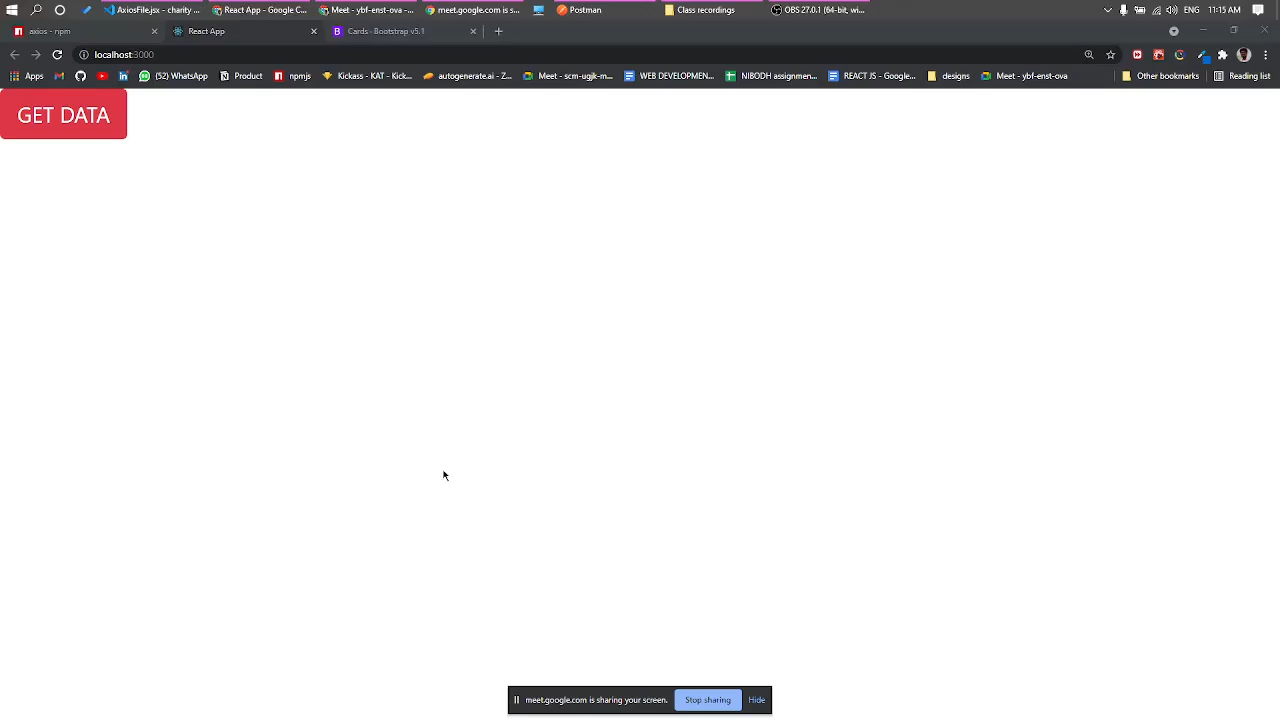 AxiosFile.jsx - charity ... React App - Google C... Meet - ybf-enst-ova -... meet.google.com is s... Postman Class recordings OBS 27.0.1 (64-bit, wi... ENG 11:15 AM
axios - npm React App Cards · Bootstrap v5.1
localhost:3000
Apps (52) WhatsApp Product npmjs Kickass - KAT - Kick... autogenerate.ai - Z... Meet - scm-ugjk-m... WEB DEVELOPMEN... NIBODH assignmen... REACT JS - Google... designs Meet - ybf-enst-ova Other bookmarks Reading list
GET DATA
meet.google.com is sharing your screen. Stop sharing Hide